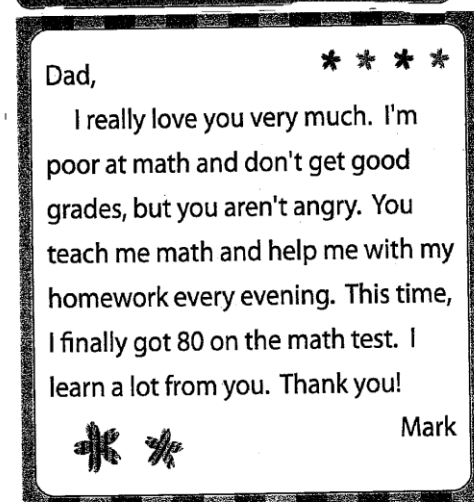 Dad,
I really love you very much. I'm
poor at math and don't get good
grades, but you aren't angry. You
teach me math and help me with my
homework every evening. This time,
I finally got 80 on the math test. I
learn a lot from you. Thank you!
Mark